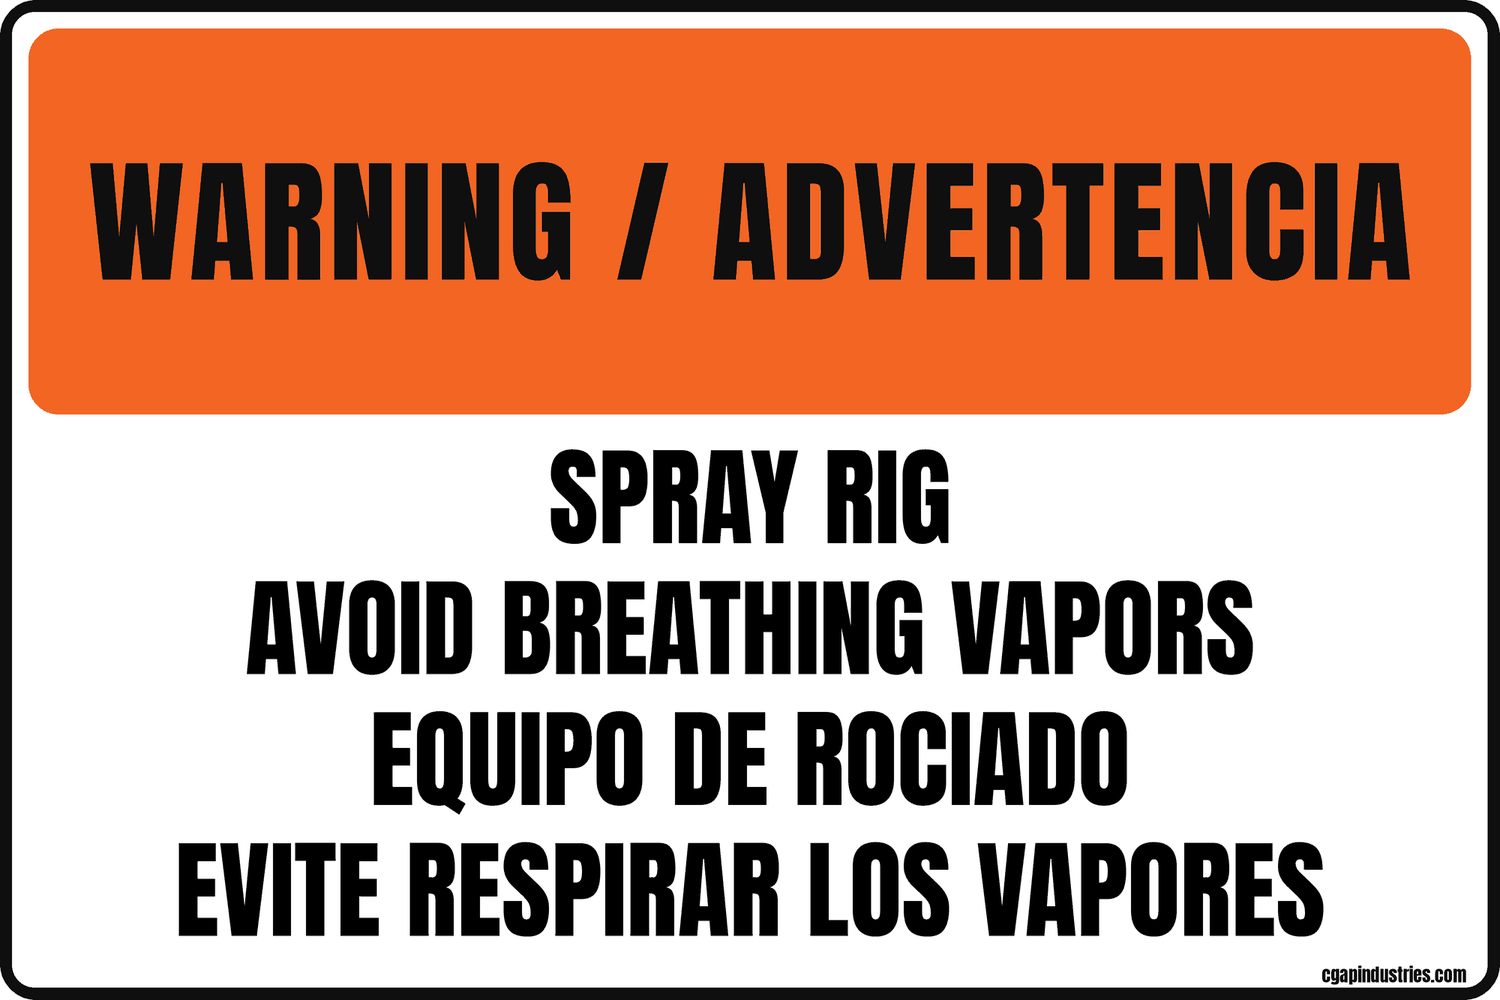 WARNING / ADVERTENCIA
SPRAY RIG
AVOID BREATHING VAPORS
EQUIPO DE ROCIADO
EVITE RESPIRAR LOS VAPORES
cgapindustries.com